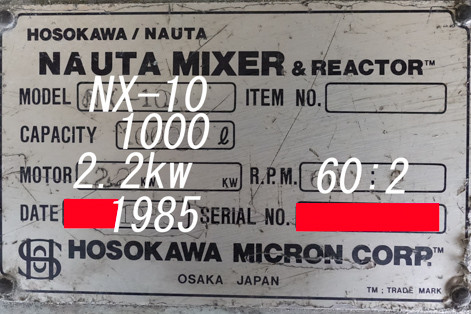 HOSOKAWA / NAUTA
NAUTA MIXER & REACTOR™
MODEL NX-10 ITEM NO.
CAPACITY 1000 ℓ
MOTOR 2.2kw KW R.P.M. 60:2
DATE 1985 SERIAL NO.
HOSOKAWA MICRON CORP.™
OSAKA JAPAN
TM ; TRADE MARK